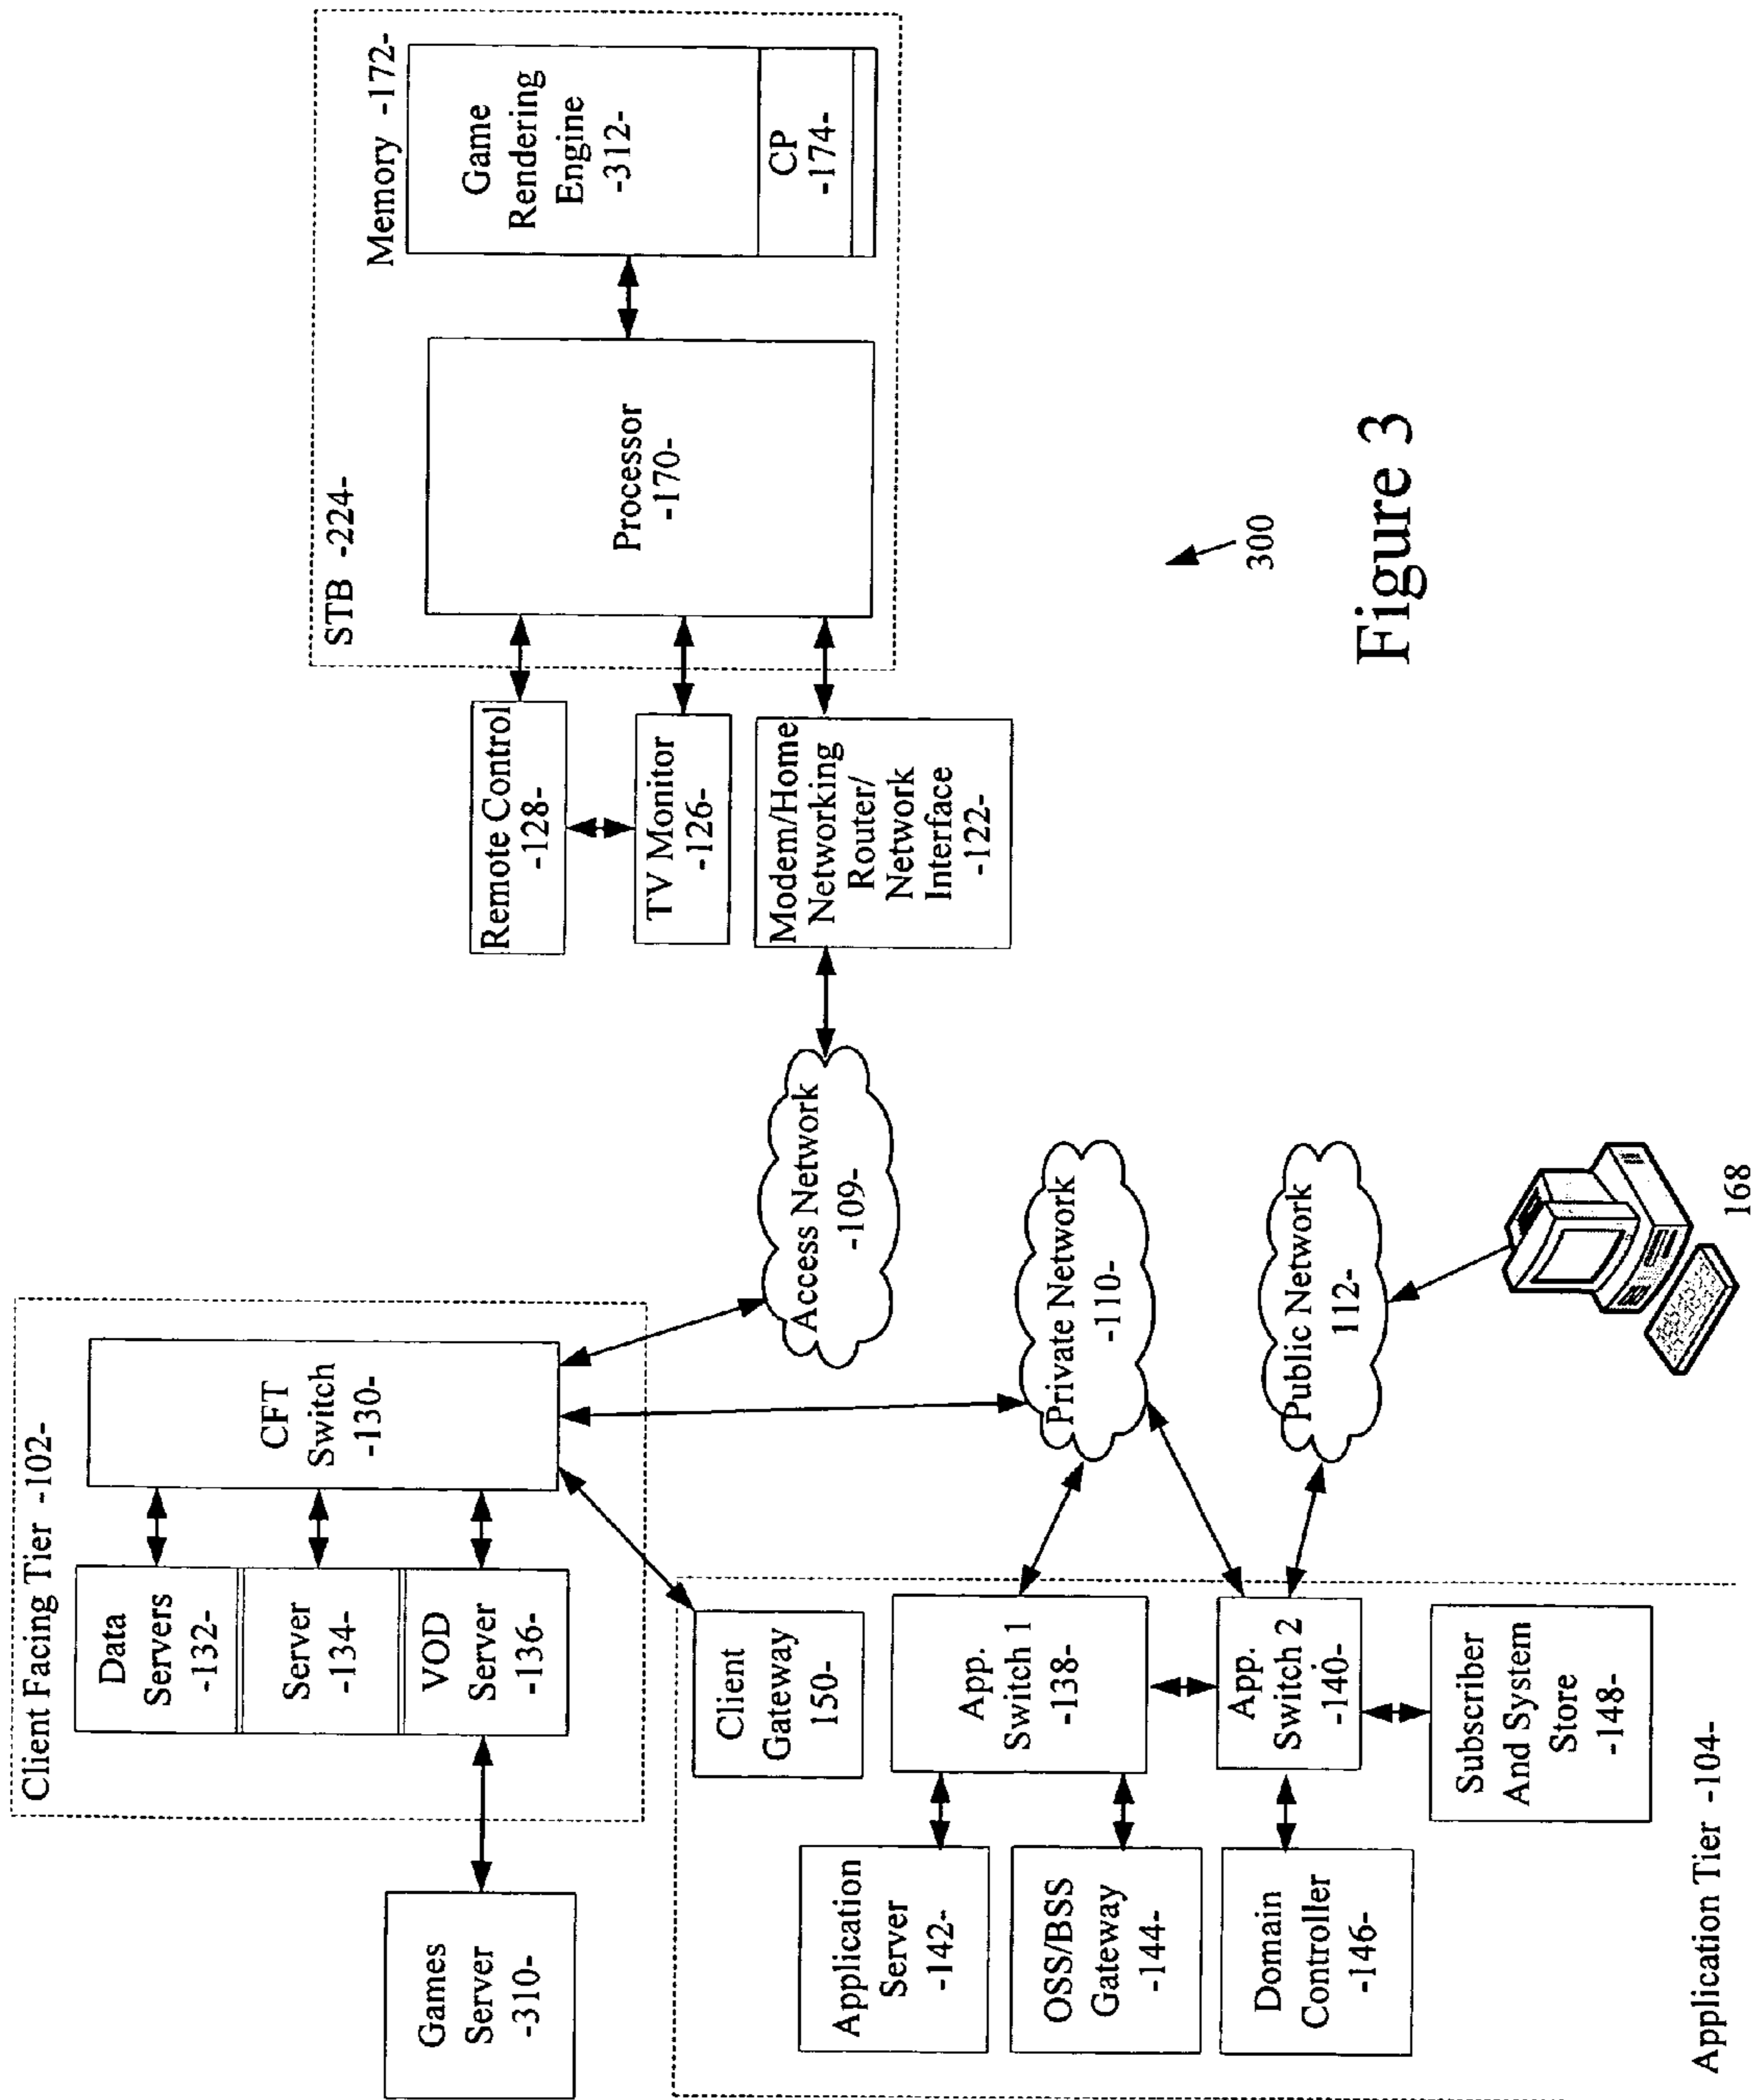 Client Facing Tier -102-
Data
Servers
-132-
Server
-134-
VOD
Server
-136-
CFT
Switch
-130-
Games
Server
-310-
Client
Gateway
150-
Application
Server
-142-
OSS/BSS
Gateway
-144-
Domain
Controller
-146-
App.
Switch 1
-138-
App.
Switch 2
-140-
Subscriber
And System
Store
-148-
Application Tier -104-
Access Network
-109-
Private Network
-110-
Public Network
112-
168
Remote Control
-128-
TV Monitor
-126-
Modem/Home
Networking
Router/
Network
Interface
-122-
STB -224-
Processor
-170-
Memory -172-
Game
Rendering
Engine
-312-
CP
-174-
300
Figure 3